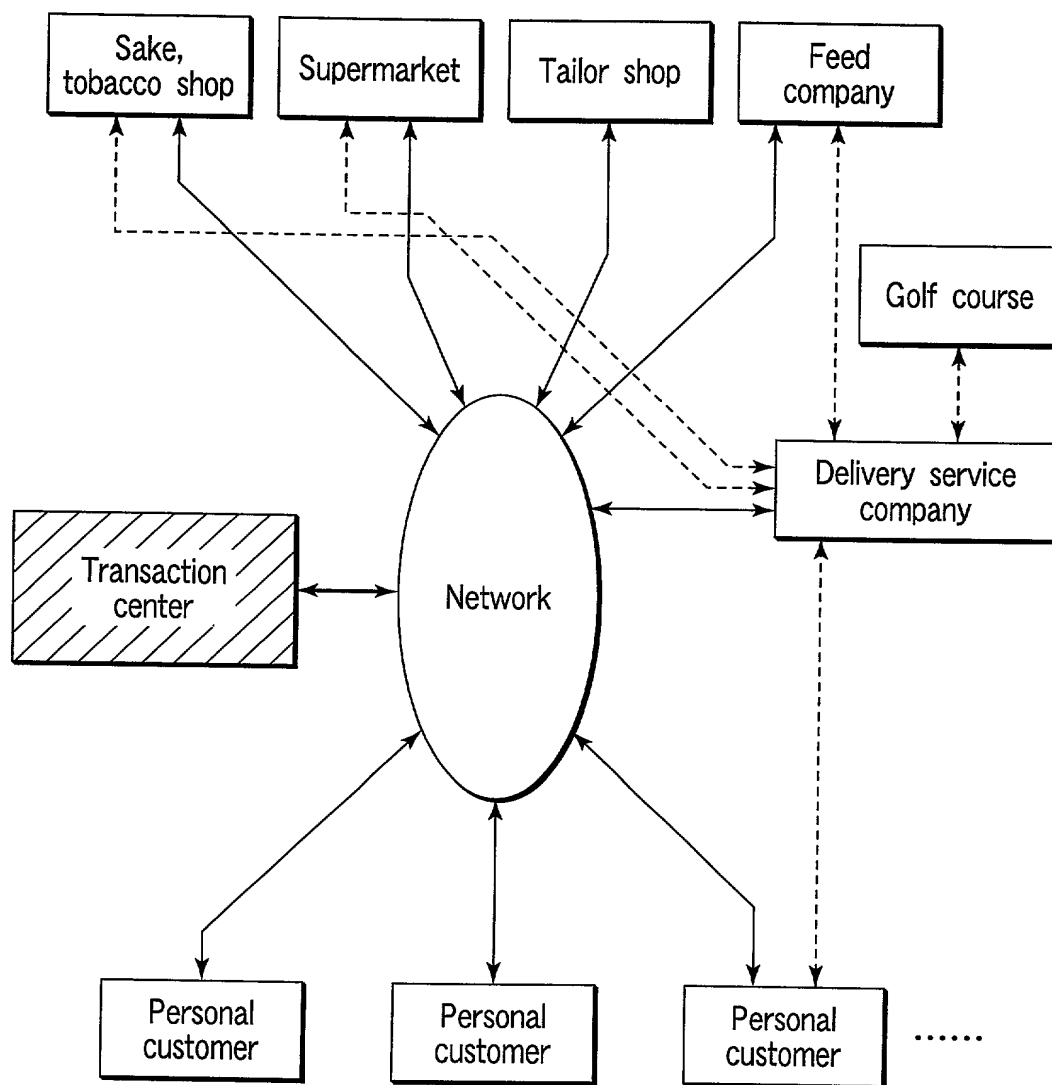 Sake,
tobacco shop
Supermarket
Tailor shop
Feed
company
Golf course
Delivery service
company
Transaction
center
Network
Personal
customer
Personal
customer
Personal
customer
......